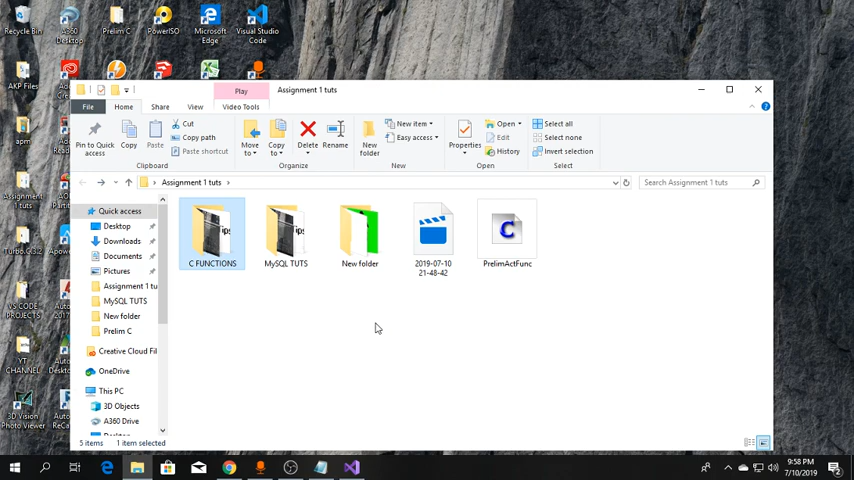 Recycle Bin
A360 Desktop
Prelim C
PowerISO
Microsoft Edge
Visual Studio Code
AKP Files
apm
Assignment 1 tuts
Turbo.C.3.2
VS CODE PROJECTS
YT CHANNEL
3D Vision Photo Viewer
Play
Assignment 1 tuts
File
Home
Share
View
Video Tools
Pin to Quick access
Copy
Paste
Cut
Copy path
Paste shortcut
Clipboard
Move to
Copy to
Delete
Rename
Organize
New folder
New item
Easy access
New
Properties
Open
Edit
History
Open
Select all
Select none
Invert selection
Select
Assignment 1 tuts
Search Assignment 1 tuts
Quick access
Desktop
Downloads
Documents
Pictures
Assignment 1 tu
MySQL TUTS
New folder
Prelim C
Creative Cloud Fil
OneDrive
This PC
3D Objects
A360 Drive
C FUNCTIONS
MySQL TUTS
New folder
2019-07-10
21-48-42
PrelimActFunc
5 items
1 item selected
9:58 PM
7/10/2019